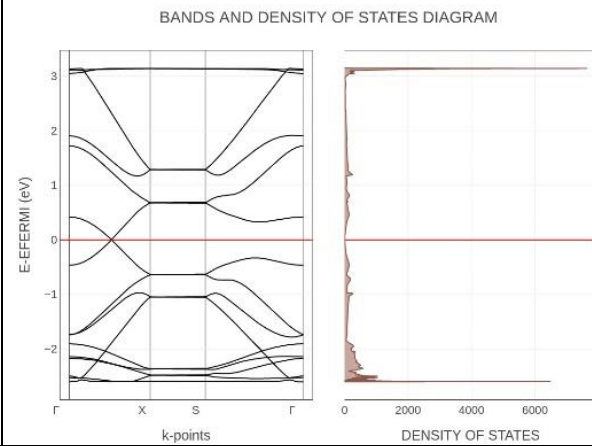 BANDS AND DENSITY OF STATES DIAGRAM
E-EFERMI (eV)
3
2
1
0
−1
−2
Γ
X
S
Γ
k-points
0
2000
4000
6000
DENSITY OF STATES